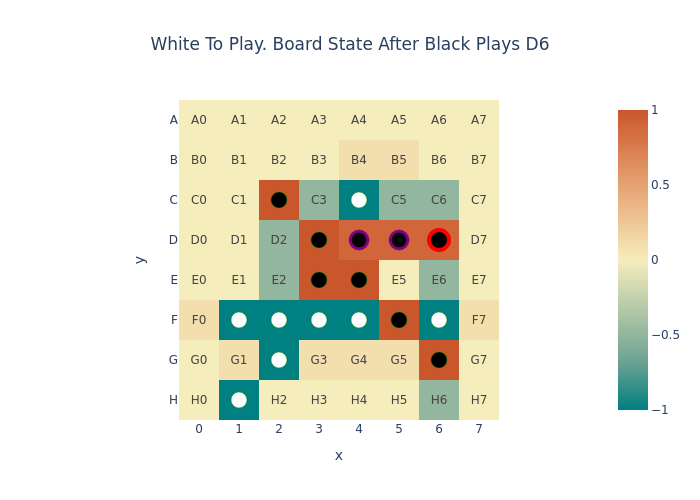 White To Play. Board State After Black Plays D6
A A0 A1 A2 A3 A4 A5 A6 A7
B B0 B1 B2 B3 B4 B5 B6 B7
C C0 C1 C3 C5 C6 C7
D D0 D1 D2 D7
E E0 E1 E2 E5 E6 E7
F F0 F7
G G0 G1 G3 G4 G5 G7
H H0 H2 H3 H4 H5 H6 H7
0 1 2 3 4 5 6 7
x
y
1
0.5
0
−0.5
−1